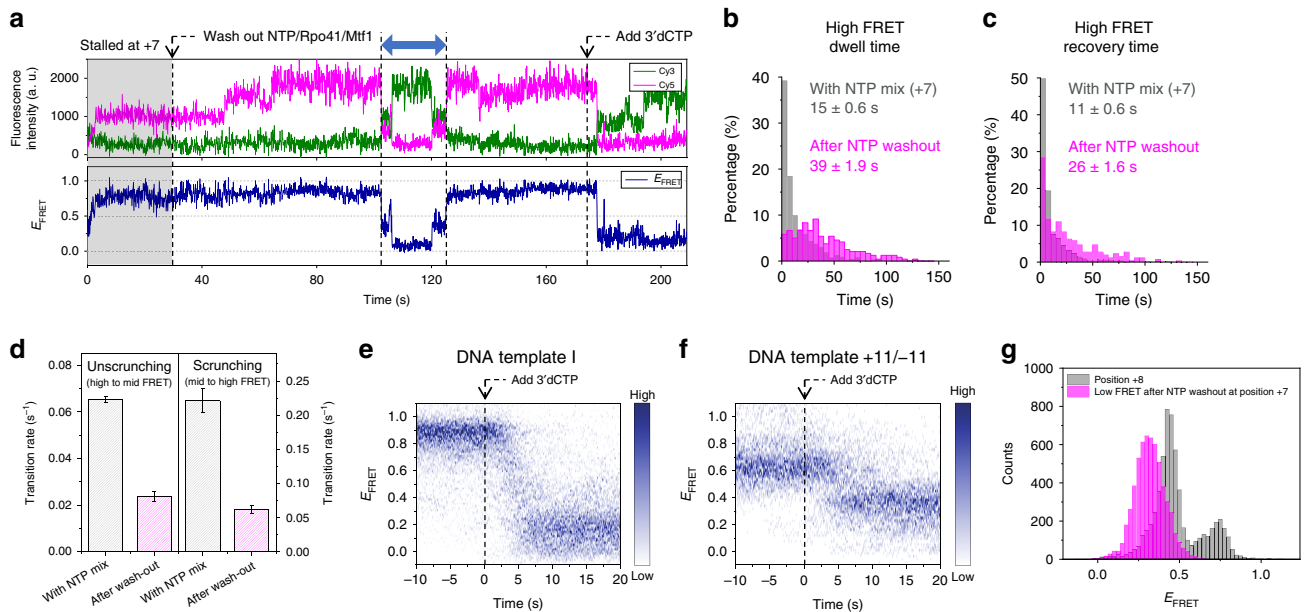 a
Stalled at +7
Wash out NTP/Rpo41/Mtf1
Add 3′dCTP
Fluorescence
intensity (a. u.)
2000
1000
0
Cy3
Cy5
E_FRET
1.0
0.5
0.0
E_FRET
0 40 80 120 160 200
Time (s)
b
High FRET
dwell time
With NTP mix (+7)
15 ± 0.6 s
After NTP washout
39 ± 1.9 s
Percentage (%)
40
30
20
10
0
0 50 100 150
Time (s)
c
High FRET
recovery time
With NTP mix (+7)
11 ± 0.6 s
After NTP washout
26 ± 1.6 s
Percentage (%)
50
40
30
20
10
0
0 50 100 150
Time (s)
d
Unscrunching
(high to mid FRET)
Scrunching
(mid to high FRET)
Transition rate (s⁻¹)
0.08
0.06
0.04
0.02
0.00
Transition rate (s⁻¹)
0.25
0.20
0.15
0.10
0.05
0.00
With NTP mix
After wash-out
With NTP mix
After wash-out
e
DNA template I
Add 3′dCTP
E_FRET
1.0
0.8
0.6
0.4
0.2
0.0
−10 −5 0 5 10 15 20
Time (s)
High
Low
f
DNA template +11/−11
Add 3′dCTP
E_FRET
1.0
0.8
0.6
0.4
0.2
0.0
−10 −5 0 5 10 15 20
Time (s)
High
Low
g
Position +8
Low FRET after NTP washout at position +7
Counts
1000
800
600
400
200
0
0.0 0.5 1.0
E_FRET